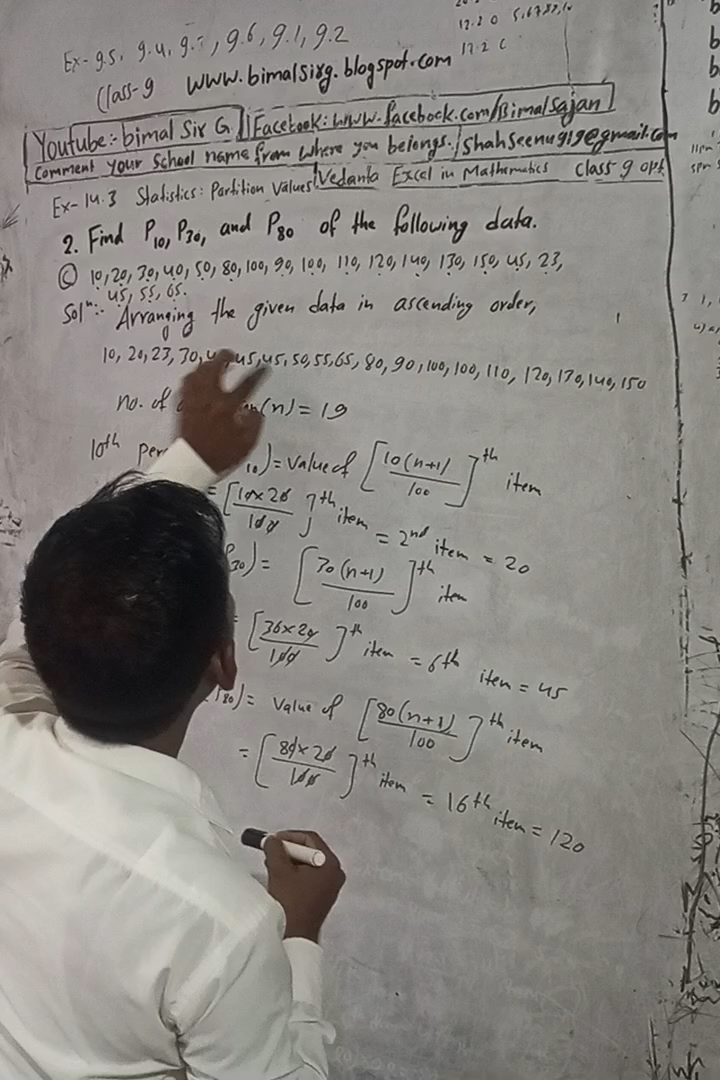 Ex- 9.5, 9.4, 9.6, 9.1, 9.2
17.2 C
Class-9 www.bimalsirg.blogspot.com
Youtube:- bimal Sir G. Facebook: www.facebook.com/Bimalsajan
Comment your school name from where you belongs. / shahseenu919@gmail.com
Ex- 14.3 Statistics: Partition Values Vedanta Excel in Mathematics class 9 opt
2. Find P10, P30, and P80 of the following data.
(C) 10, 20, 30, 40, 50, 80, 100, 90, 100, 110, 120, 140, 130, 150, 45, 23,
45, 55, 65.
Solⁿ:- Arranging the given data in ascending order,
10, 20, 23, 30, 45, 45, 50, 55, 65, 80, 90, 100, 100, 110, 120, 130, 140, 150
no. of (n) = 19
10th 10) = value of [10(n+1)/100]th item
= [10×20/100]th item = 2nd item = 20
30) = [30(n+1)/100]th item
= [30×20/100]th item = 6th item = 45
80) = value of [80(n+1)/100]th item
= [80×20/100]th item = 16th item = 120